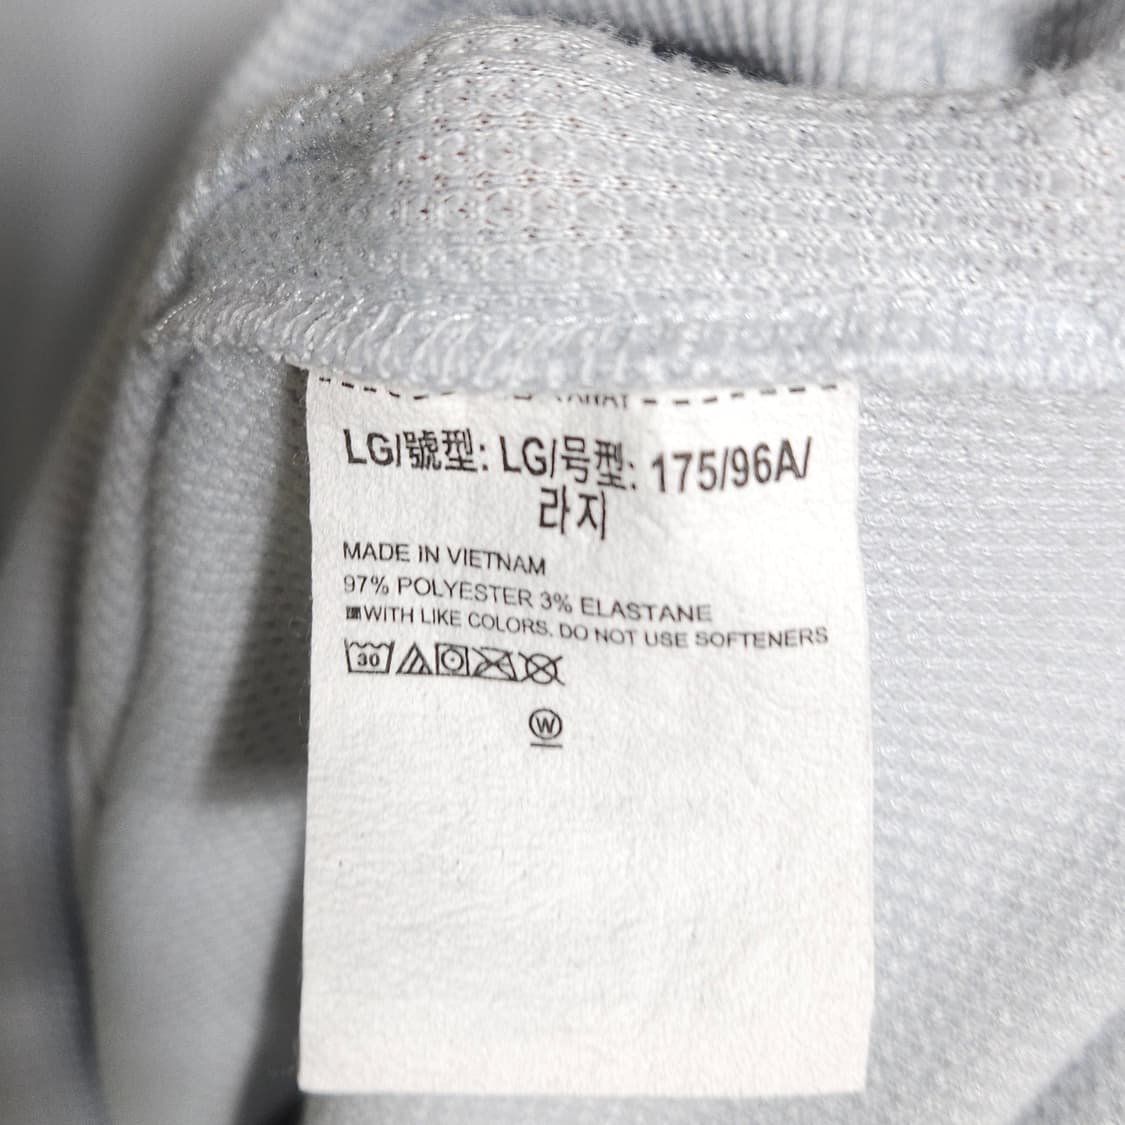 LG/號型: LG/号型: 175/96A/
라지
MADE IN VIETNAM
97% POLYESTER 3% ELASTANE
WITH LIKE COLORS. DO NOT USE SOFTENERS
30
W